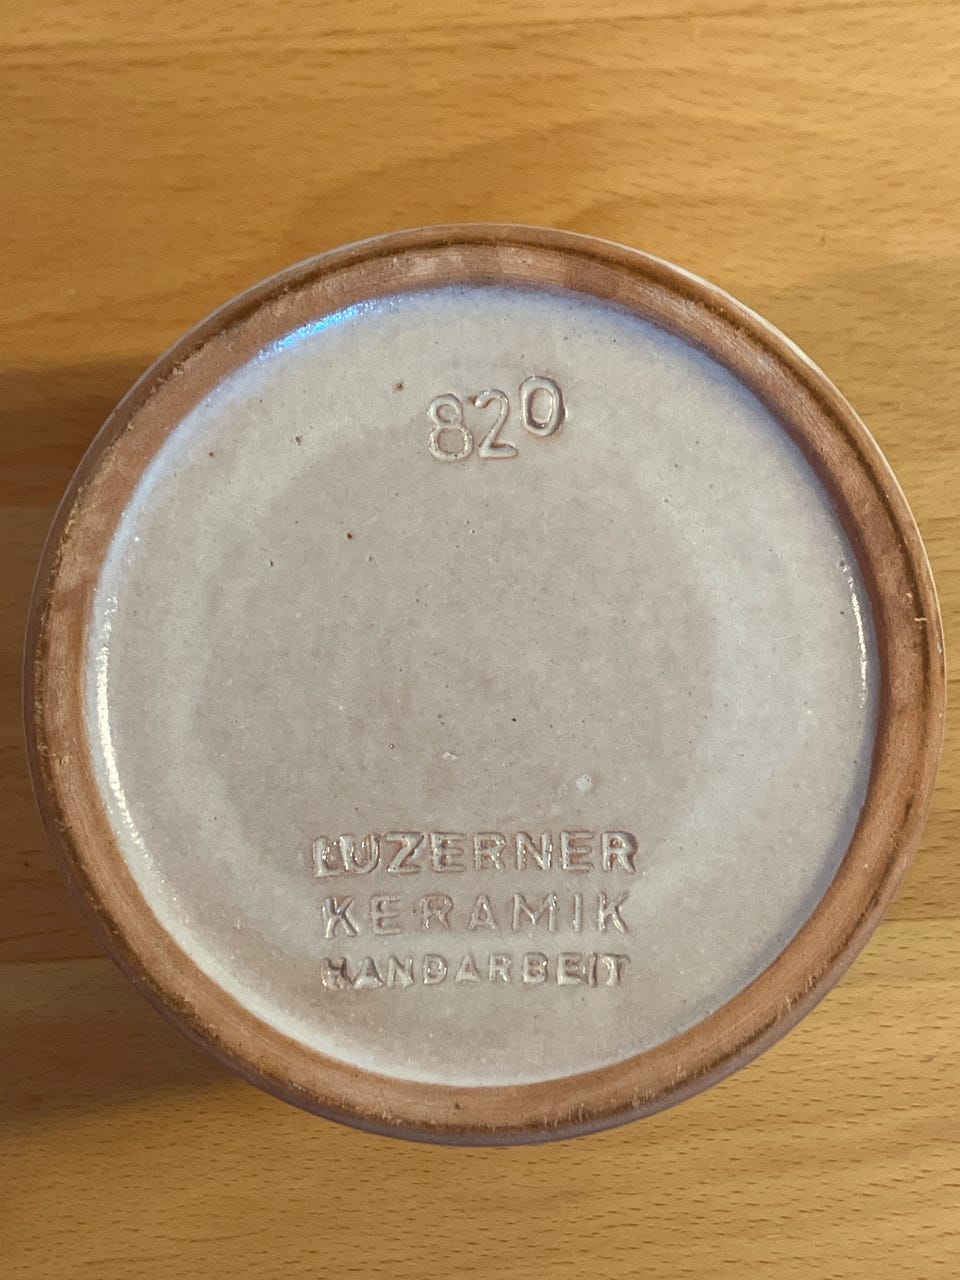 820
LUZERNER
KERAMIK
HANDARBEIT